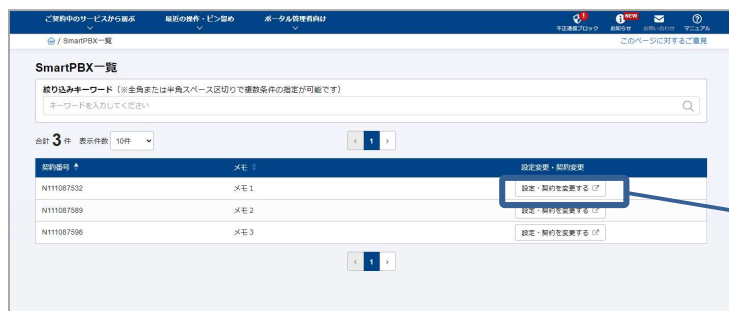 ご契約中のサービスから選ぶ 最近の操作・ピン留め ポータル管理者向け 不正通信ブロック お知らせ NEW お問い合わせ マニュアル
/ SmartPBX一覧 このページに対するご意見
SmartPBX一覧
絞り込みキーワード（※全角または半角スペース区切りで複数条件の指定が可能です）
キーワードを入力してください
合計 3 件 表示件数 10件 < 1 >
契約番号 メモ 設定変更・契約変更
N111087532 メモ1 設定・契約を変更する
N111087589 メモ2 設定・契約を変更する
N111087598 メモ3 設定・契約を変更する
< 1 >